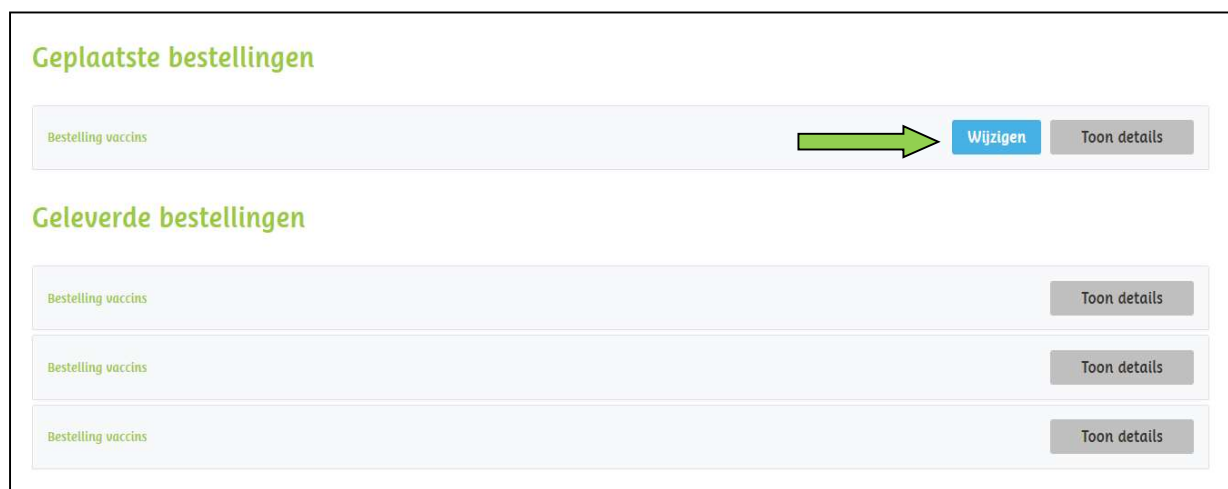 Geplaatste bestellingen
Bestelling vaccins Wijzigen Toon details
Geleverde bestellingen
Bestelling vaccins Toon details
Bestelling vaccins Toon details
Bestelling vaccins Toon details